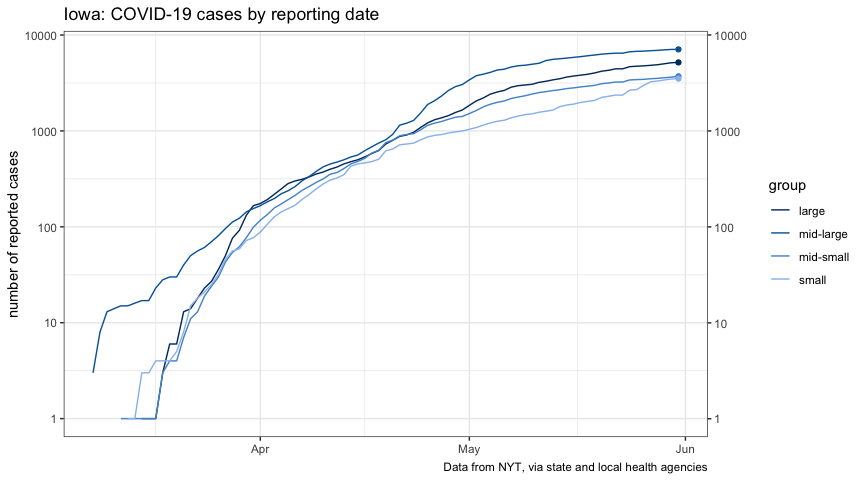 Iowa: COVID-19 cases by reporting date
number of reported cases
10000
1000
100
10
1
10000
1000
100
10
1
Apr
May
Jun
group
large
mid-large
mid-small
small
Data from NYT, via state and local health agencies